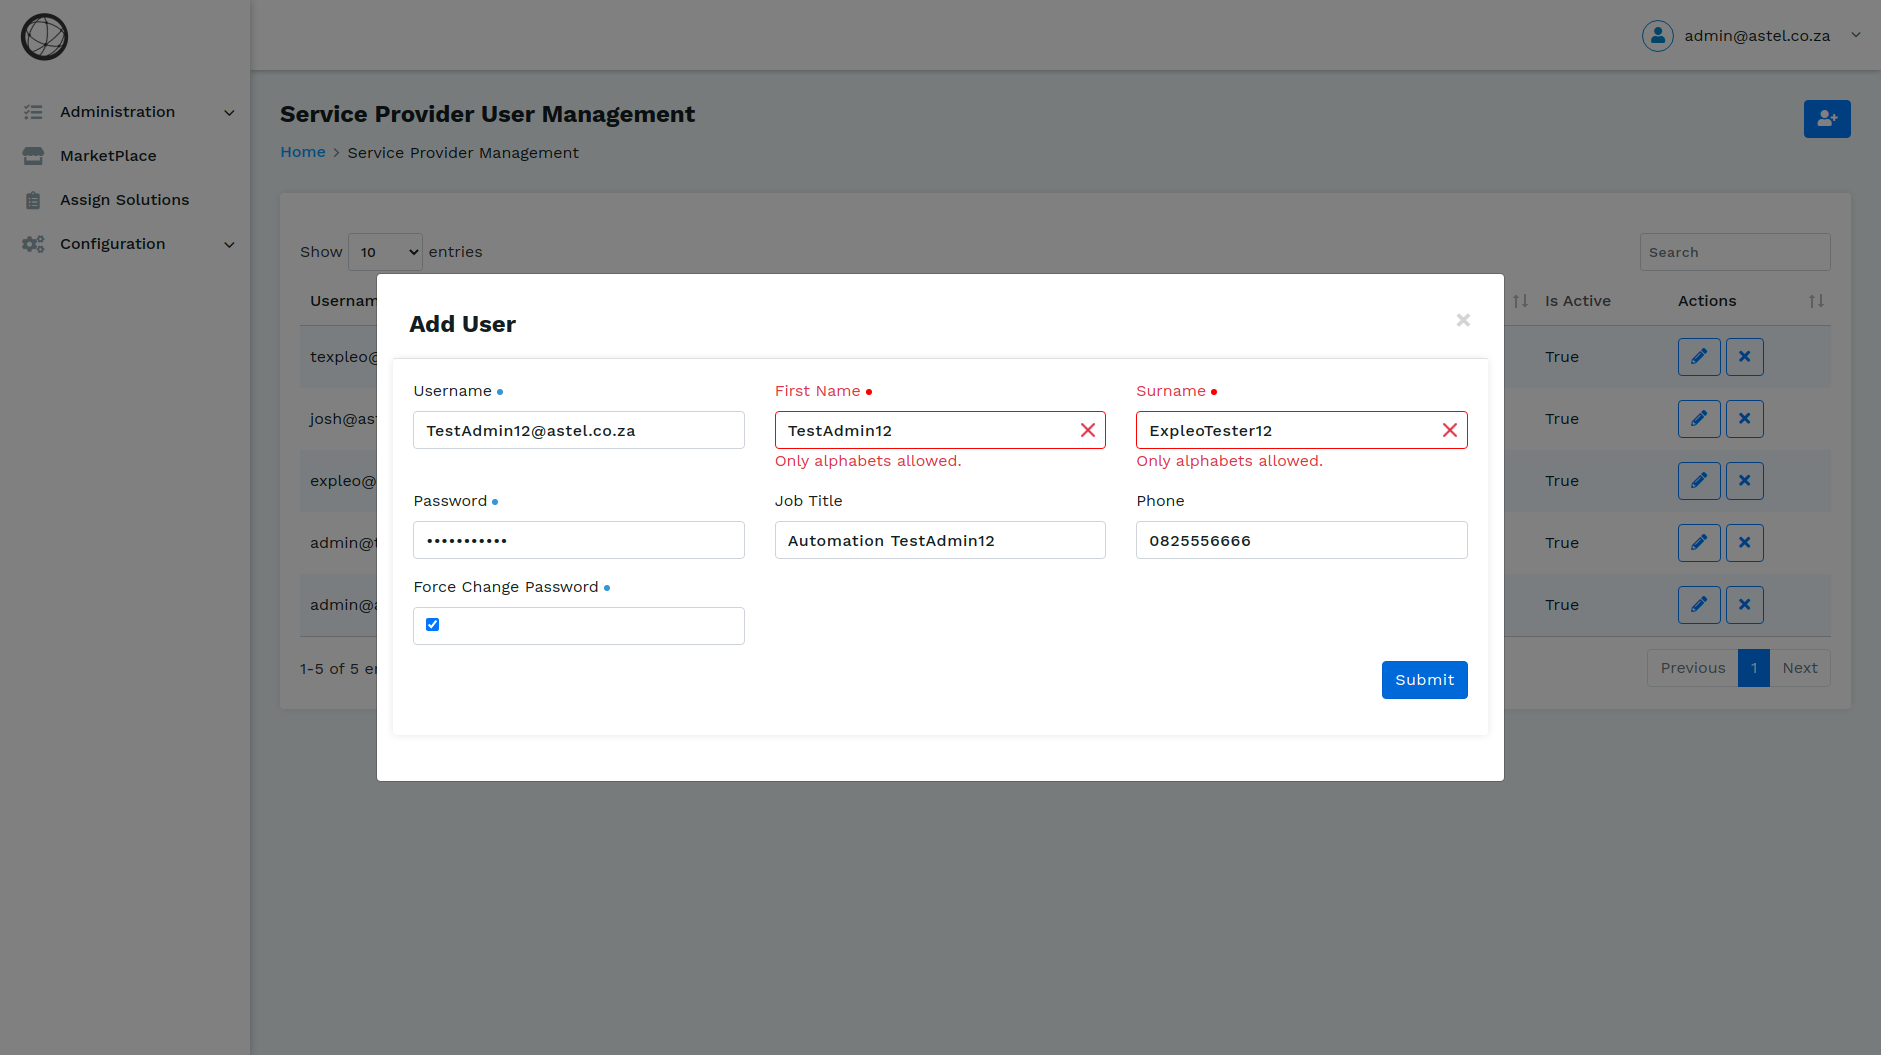 admin@astel.co.za
Administration
MarketPlace
Assign Solutions
Configuration
Service Provider User Management
Home > Service Provider Management
Show 10 entries
Search
Usernam
Is Active
Actions
texpleo@
True
josh@ast
True
expleo@
True
admin@t
True
admin@a
True
1-5 of 5 en
Previous 1 Next
Add User
×
Username
First Name
Surname
TestAdmin12@astel.co.za
TestAdmin12
ExpleoTester12
Only alphabets allowed.
Only alphabets allowed.
Password
Job Title
Phone
•••••••••••
Automation TestAdmin12
0825556666
Force Change Password
Submit